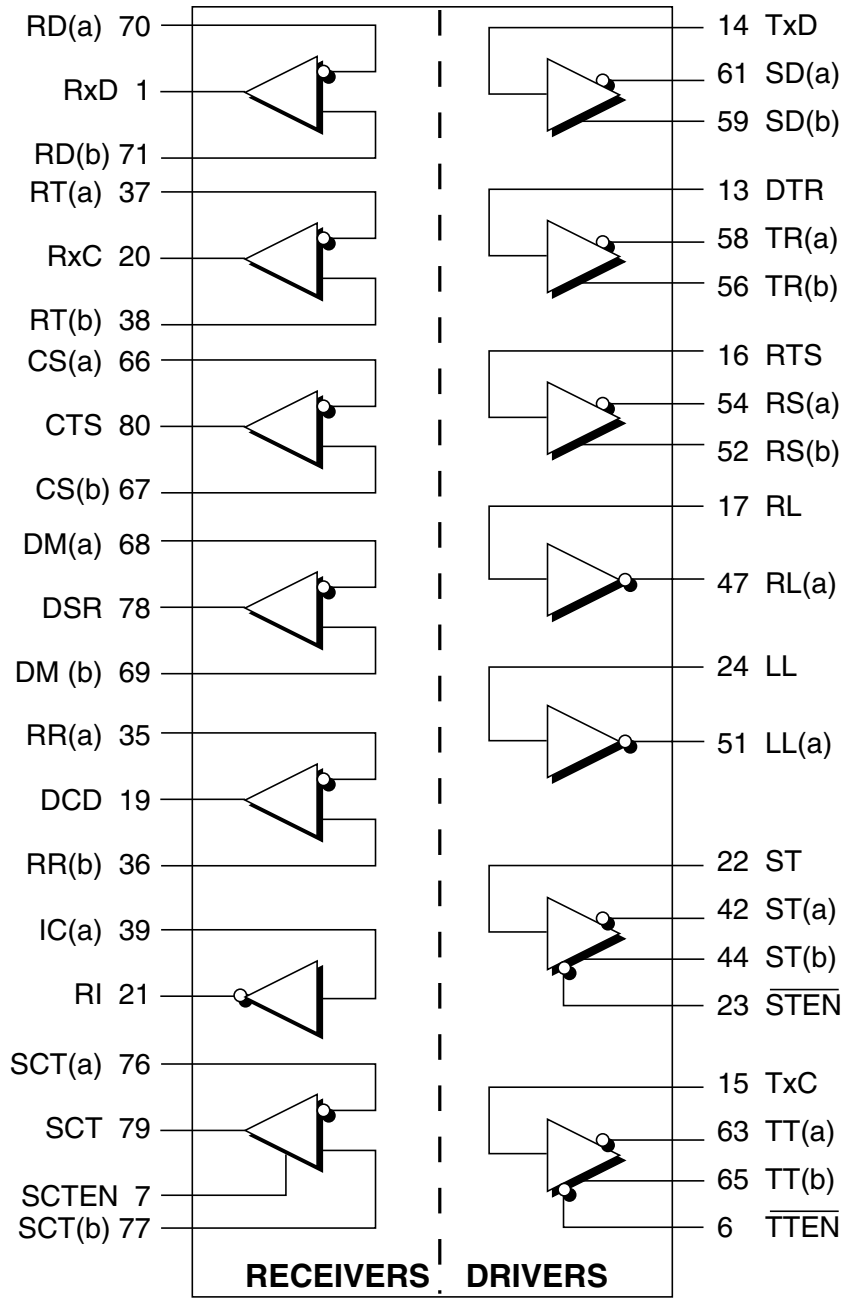 RD(a) 70
RxD 1
RD(b) 71
RT(a) 37
RxC 20
RT(b) 38
CS(a) 66
CTS 80
CS(b) 67
DM(a) 68
DSR 78
DM (b) 69
RR(a) 35
DCD 19
RR(b) 36
IC(a) 39
RI 21
SCT(a) 76
SCT 79
SCTEN 7
SCT(b) 77
RECEIVERS
14 TxD
61 SD(a)
59 SD(b)
13 DTR
58 TR(a)
56 TR(b)
16 RTS
54 RS(a)
52 RS(b)
17 RL
47 RL(a)
24 LL
51 LL(a)
22 ST
42 ST(a)
44 ST(b)
23 S̅T̅E̅N̅
15 TxC
63 TT(a)
65 TT(b)
6 T̅T̅E̅N̅
DRIVERS